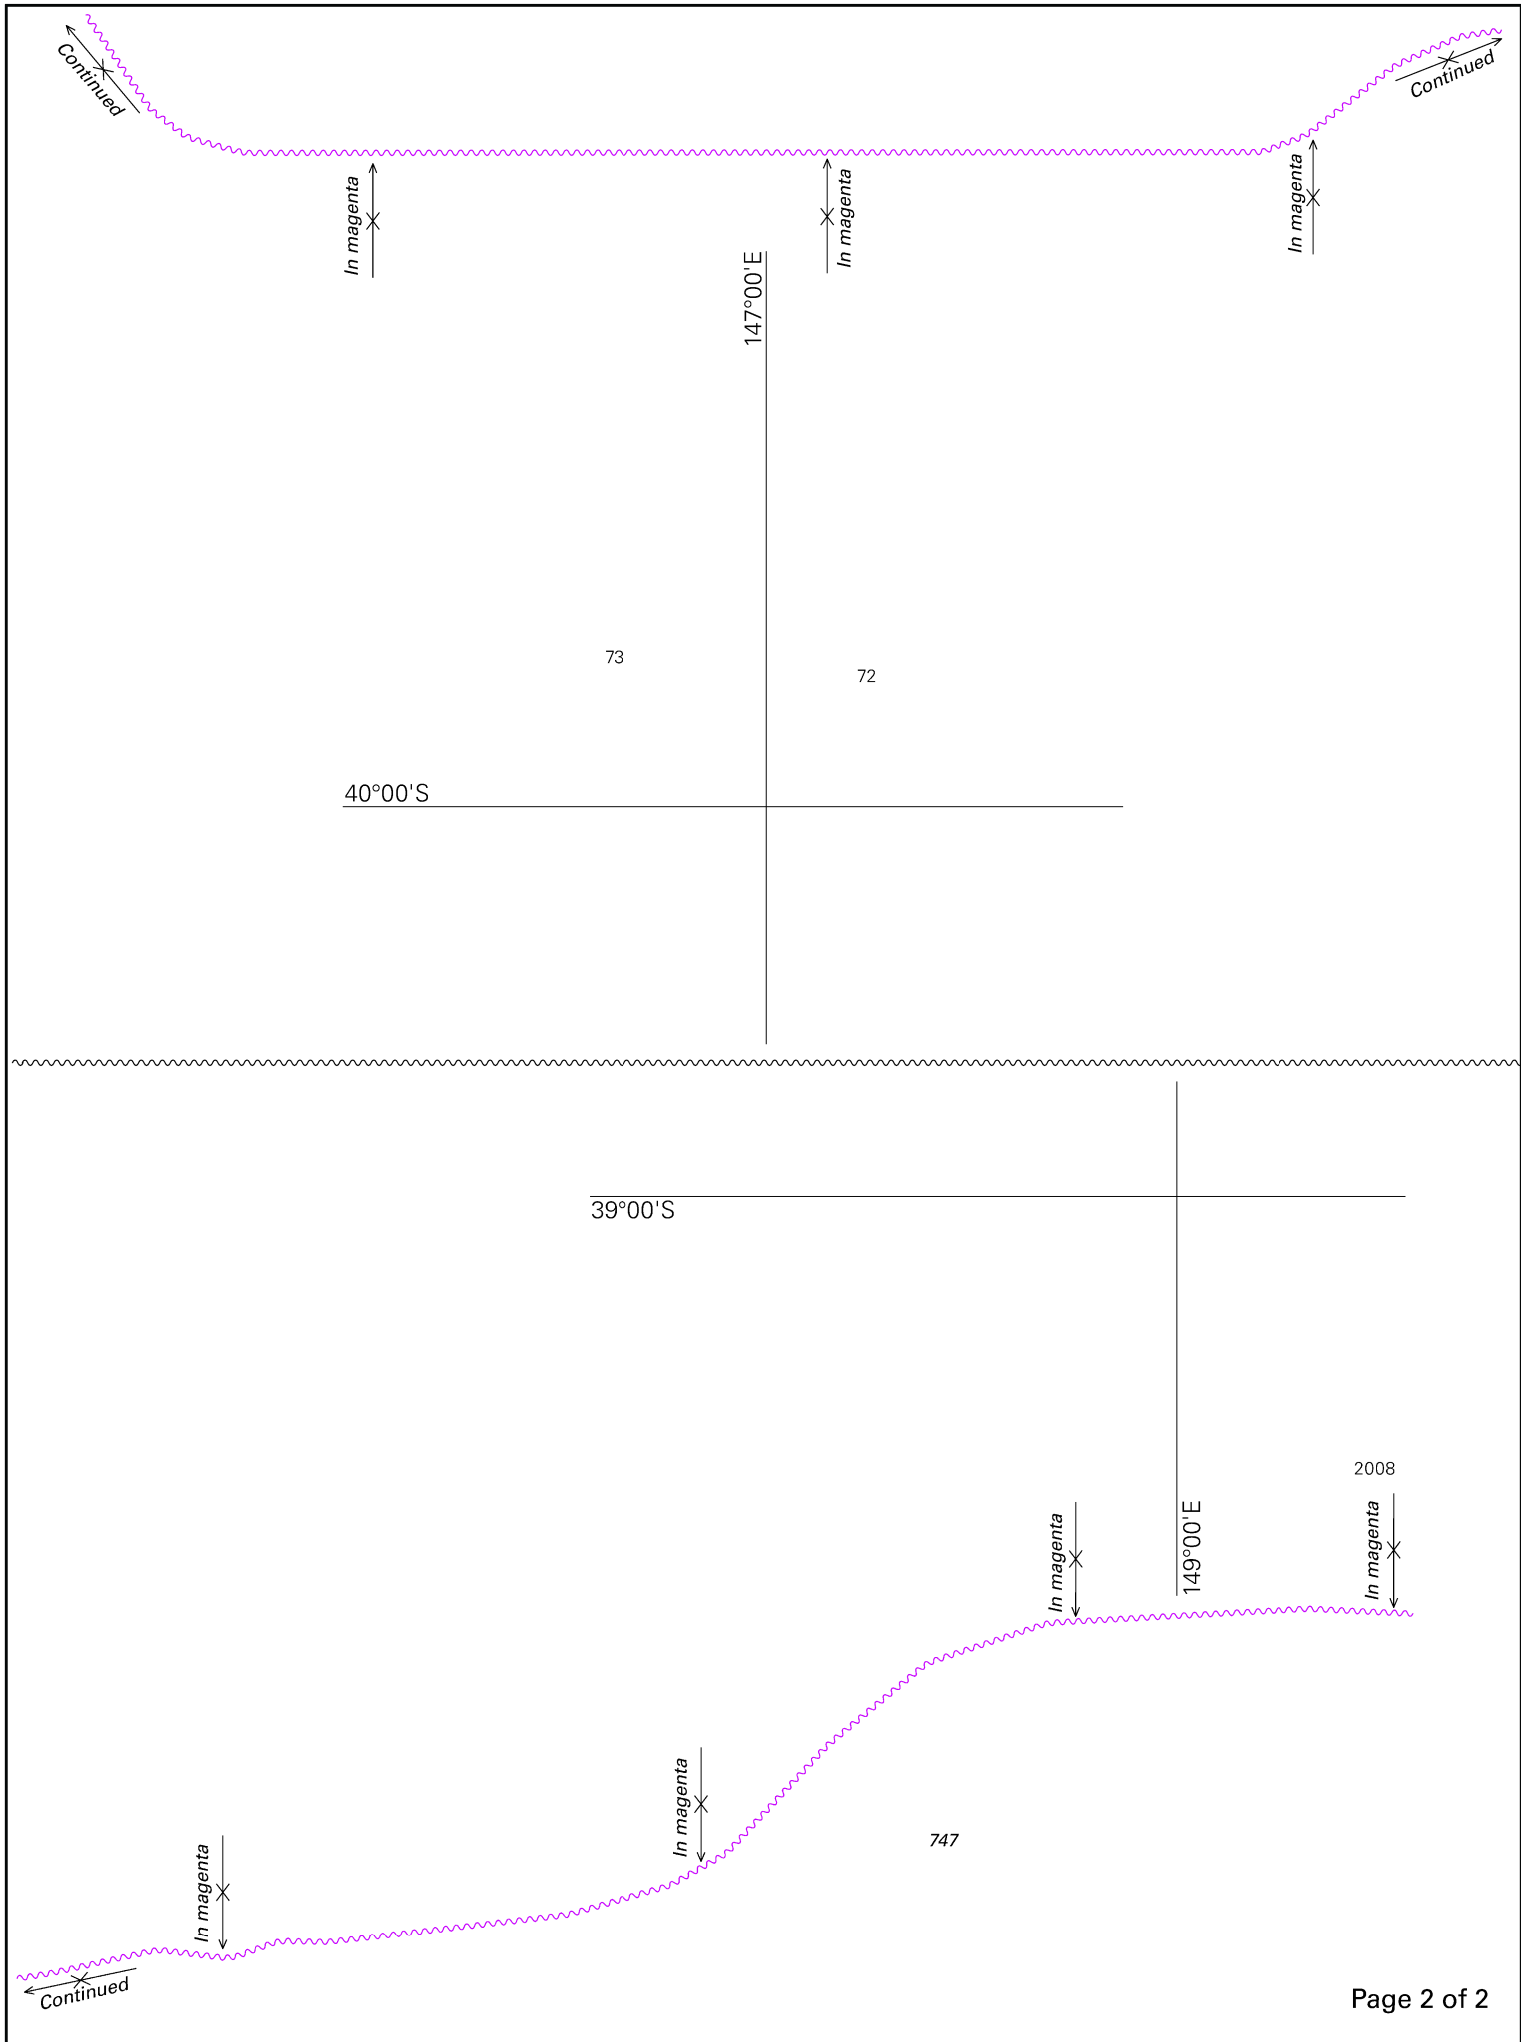 Continued
Continued
In magenta
In magenta
In magenta
147°00'E
73
72
40°00'S
39°00'S
2008
In magenta
149°00'E
In magenta
In magenta
747
In magenta
Continued
Page 2 of 2